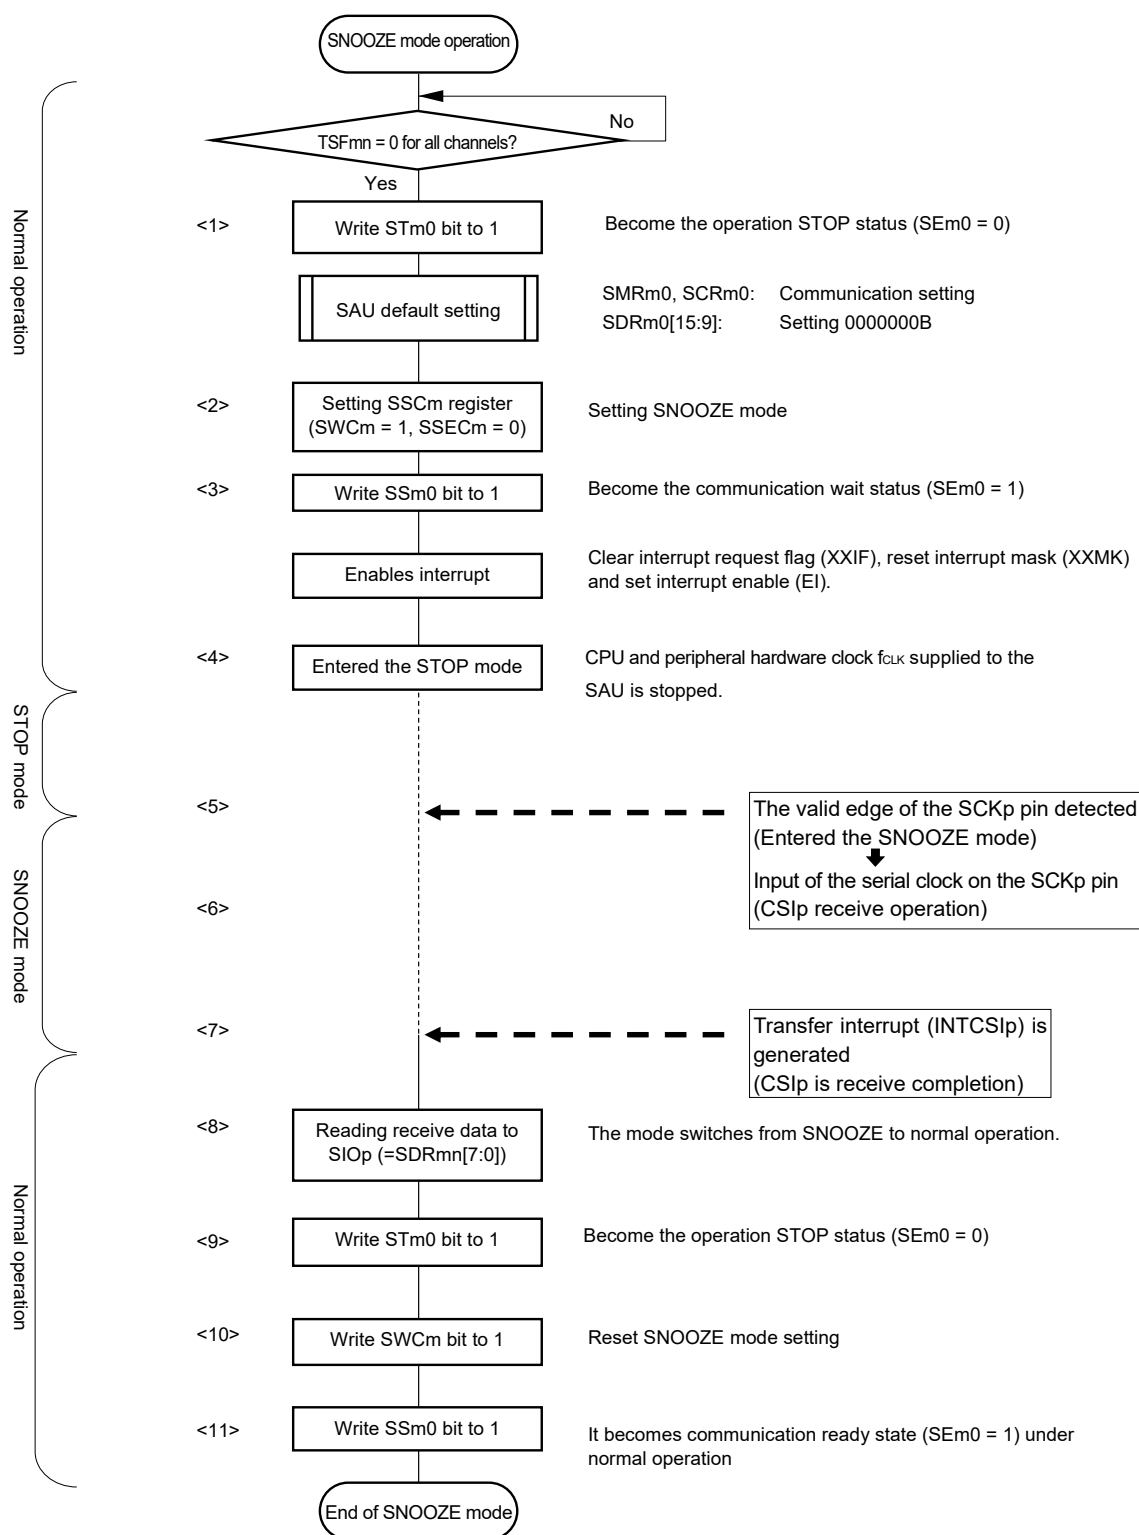 SNOOZE mode operation
No
TSFmn = 0 for all channels?
Yes
Normal operation
<1>
Write STm0 bit to 1
Become the operation STOP status (SEm0 = 0)
SAU default setting
SMRm0, SCRm0: Communication setting
SDRm0[15:9]: Setting 0000000B
<2>
Setting SSCm register
(SWCm = 1, SSECm = 0)
Setting SNOOZE mode
<3>
Write SSm0 bit to 1
Become the communication wait status (SEm0 = 1)
Enables interrupt
Clear interrupt request flag (XXIF), reset interrupt mask (XXMK)
and set interrupt enable (EI).
<4>
Entered the STOP mode
CPU and peripheral hardware clock fCLK supplied to the
SAU is stopped.
STOP mode
<5>
The valid edge of the SCKp pin detected
(Entered the SNOOZE mode)
Input of the serial clock on the SCKp pin
(CSIp receive operation)
SNOOZE mode
<6>
<7>
Transfer interrupt (INTCSIp) is
generated
(CSIp is receive completion)
Normal operation
<8>
Reading receive data to
SIOp (=SDRmn[7:0])
The mode switches from SNOOZE to normal operation.
<9>
Write STm0 bit to 1
Become the operation STOP status (SEm0 = 0)
<10>
Write SWCm bit to 1
Reset SNOOZE mode setting
<11>
Write SSm0 bit to 1
It becomes communication ready state (SEm0 = 1) under
normal operation
End of SNOOZE mode